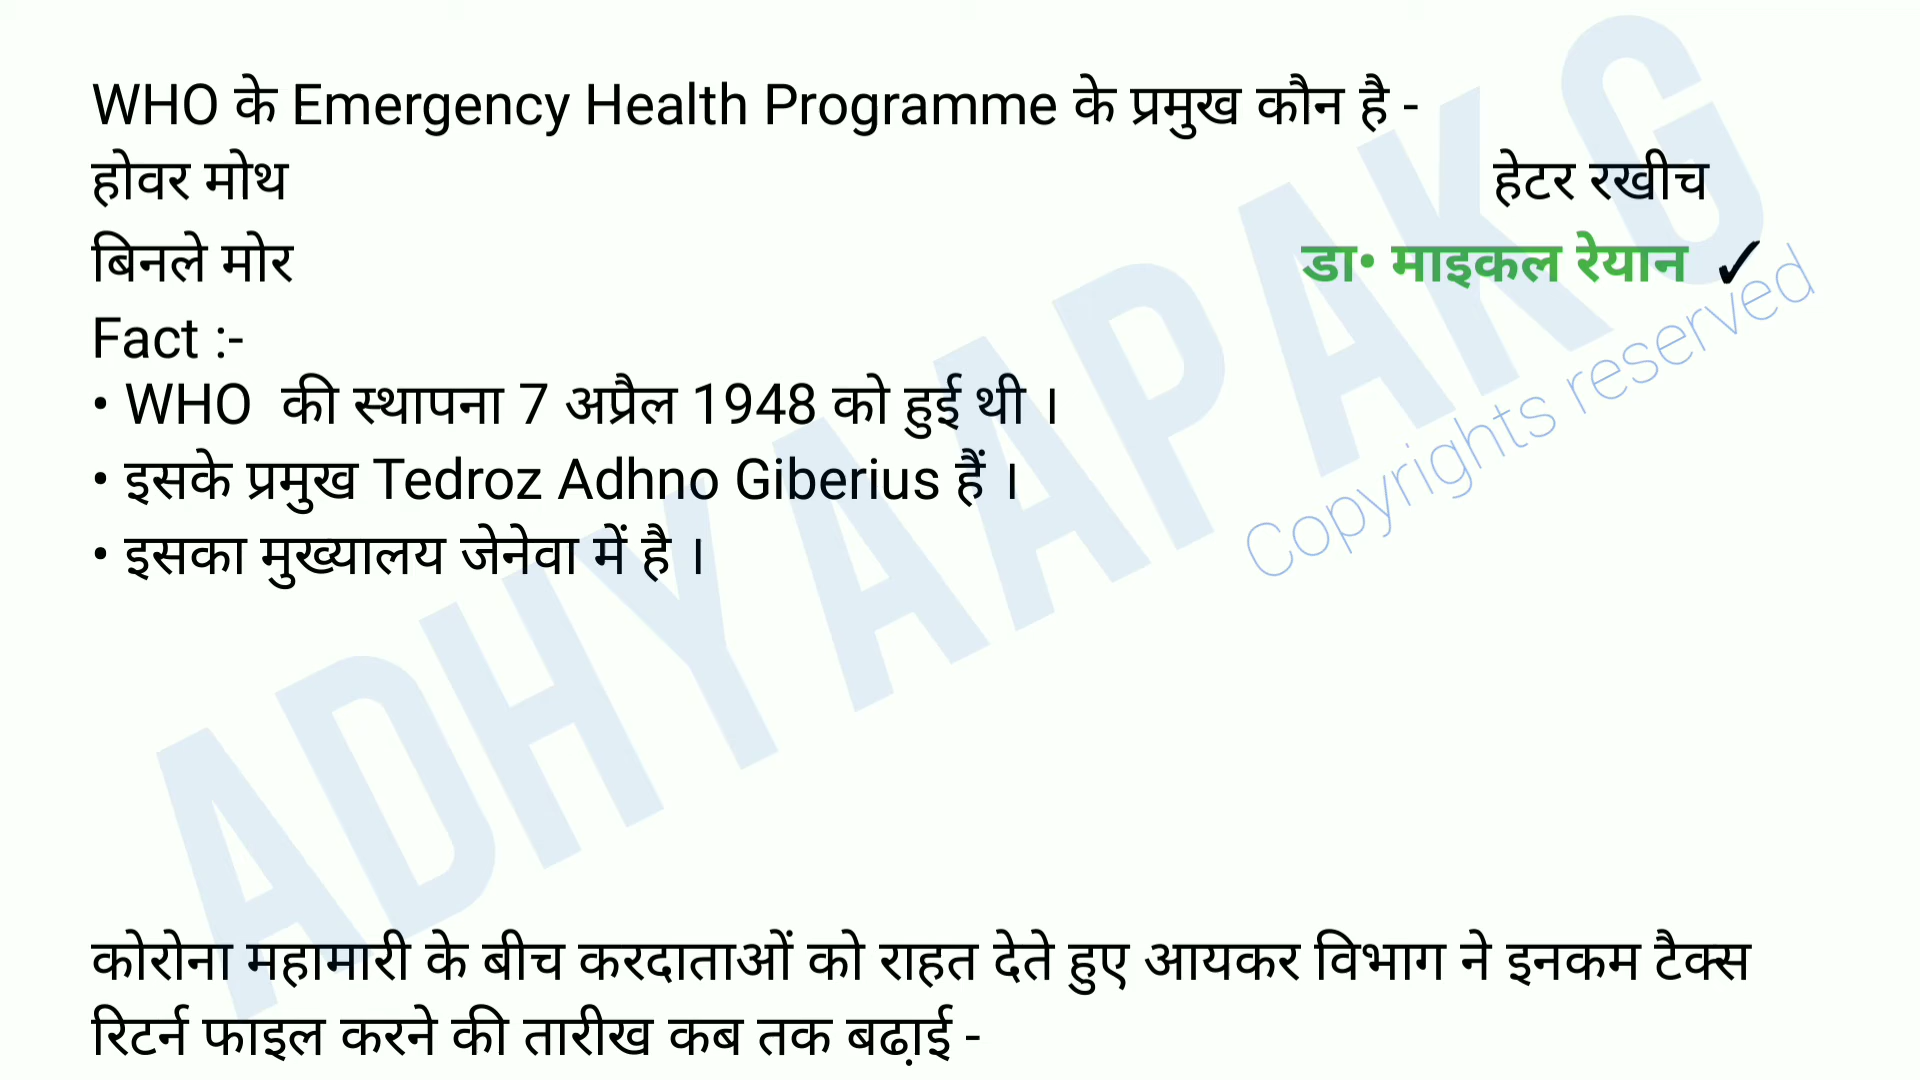 WHO के Emergency Health Programme के प्रमुख कौन है -
होवर मोथ हेटर रखीच
बिनले मोर डा• माइकल रेयान ✓
Fact :-
• WHO की स्थापना 7 अप्रैल 1948 को हुई थी ।
• इसके प्रमुख Tedroz Adhno Giberius हैं ।
• इसका मुख्यालय जेनेवा में है ।
कोरोना महामारी के बीच करदाताओं को राहत देते हुए आयकर विभाग ने इनकम टैक्स
रिटर्न फाइल करने की तारीख कब तक बढा़ई -
ADHYAAPAK G
Copyrights reserved